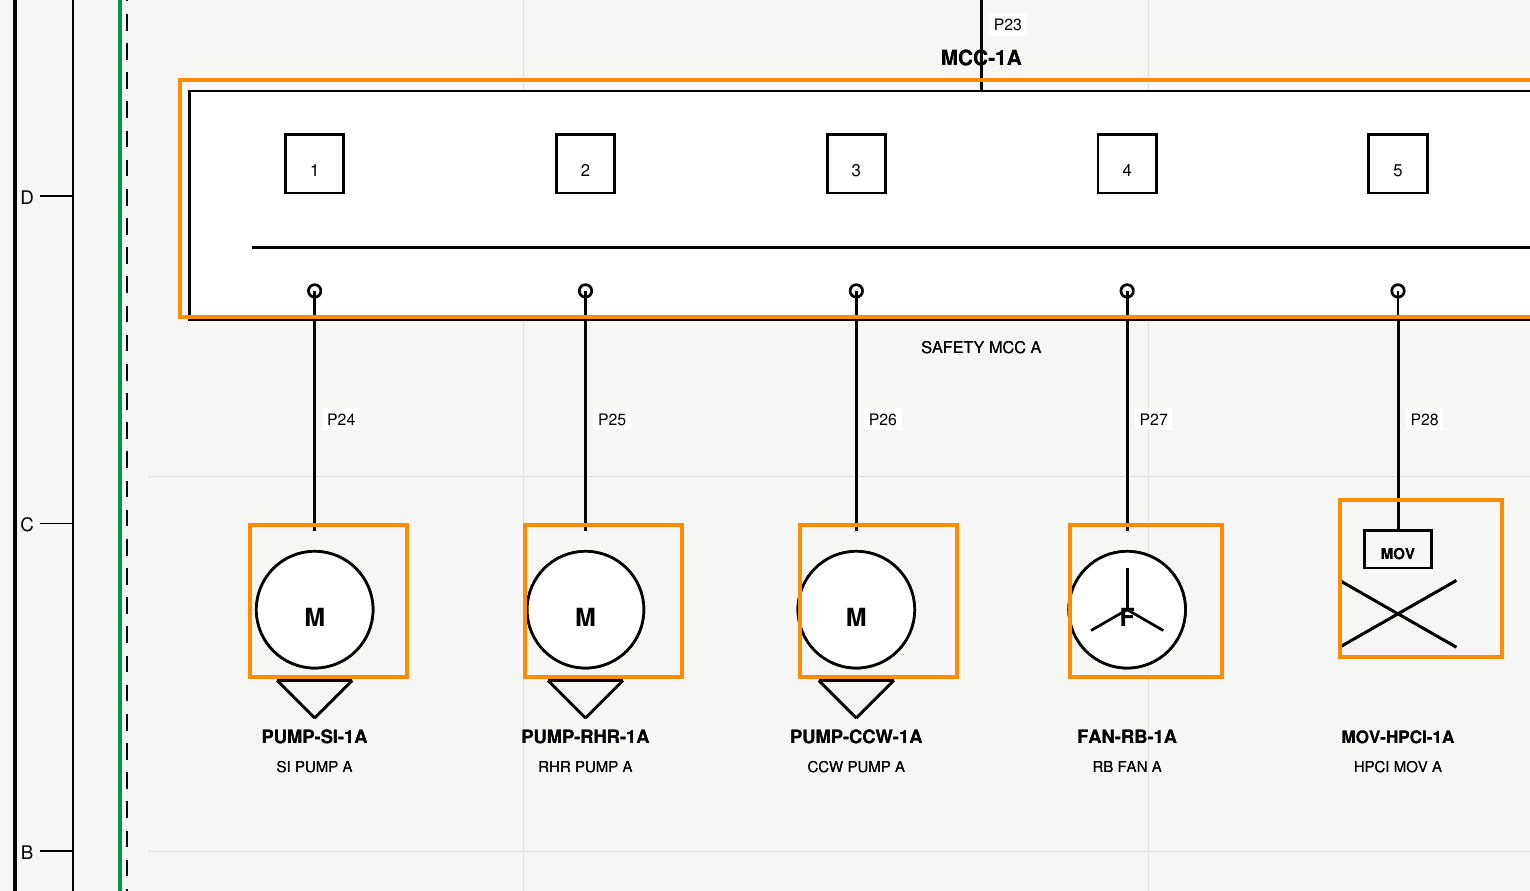 P23
MCC-1A
1 2 3 4 5
D
SAFETY MCC A
P24 P25 P26 P27 P28
C
MOV
M M M F
PUMP-SI-1A PUMP-RHR-1A PUMP-CCW-1A FAN-RB-1A MOV-HPCI-1A
SI PUMP A RHR PUMP A CCW PUMP A RB FAN A HPCI MOV A
B